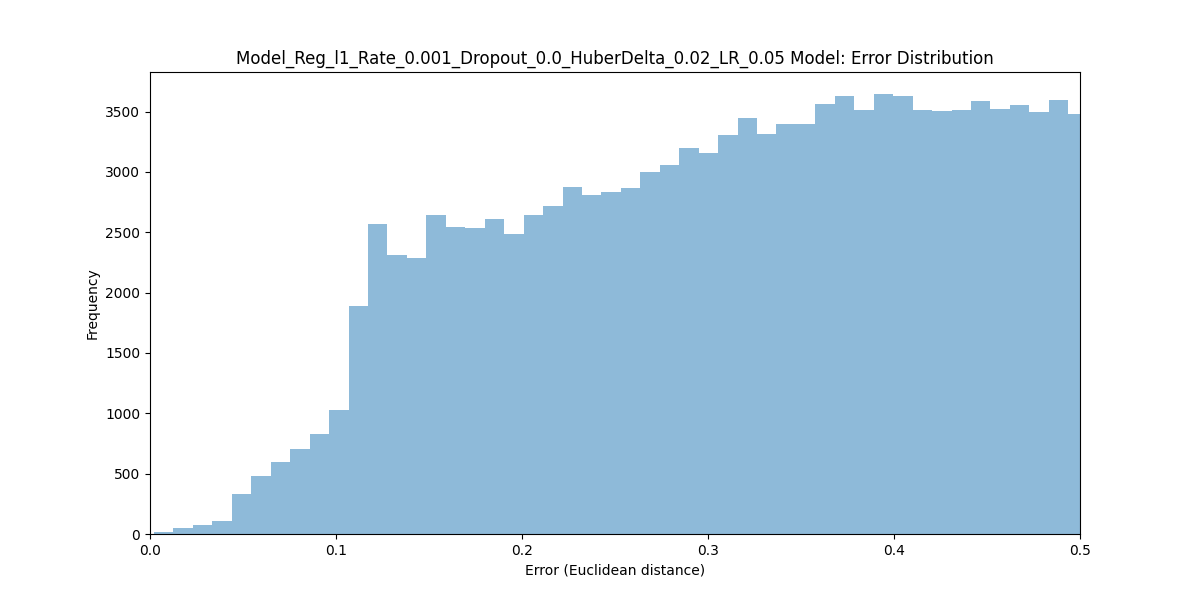 Model_Reg_l1_Rate_0.001_Dropout_0.0_HuberDelta_0.02_LR_0.05 Model: Error Distribution
3500
3000
2500
2000
1500
1000
500
0
Frequency
0.0 0.1 0.2 0.3 0.4 0.5
Error (Euclidean distance)